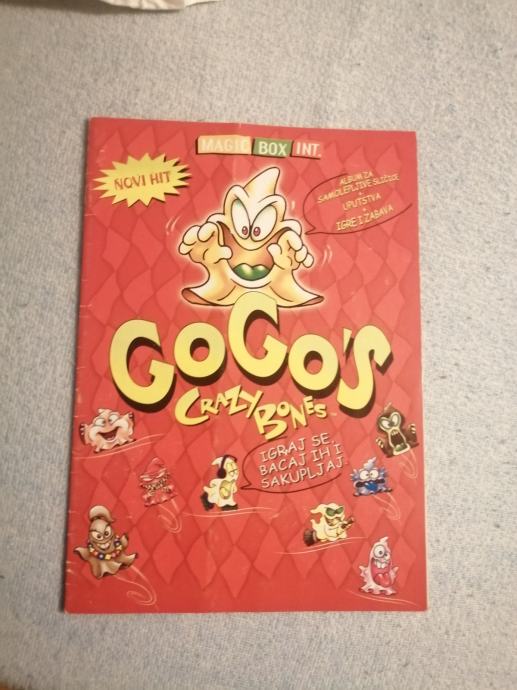 MAGIC BOX INT.
NOVI HIT
ALBUM ZA
SAMOLEPLJIVE SLIČICE
+
UPUTSTVA
+
IGRE I ZABAVA
GOGO'S
CRAZY BONES
IGRAJ SE,
BACAJ IH I
SAKUPLJAJ.